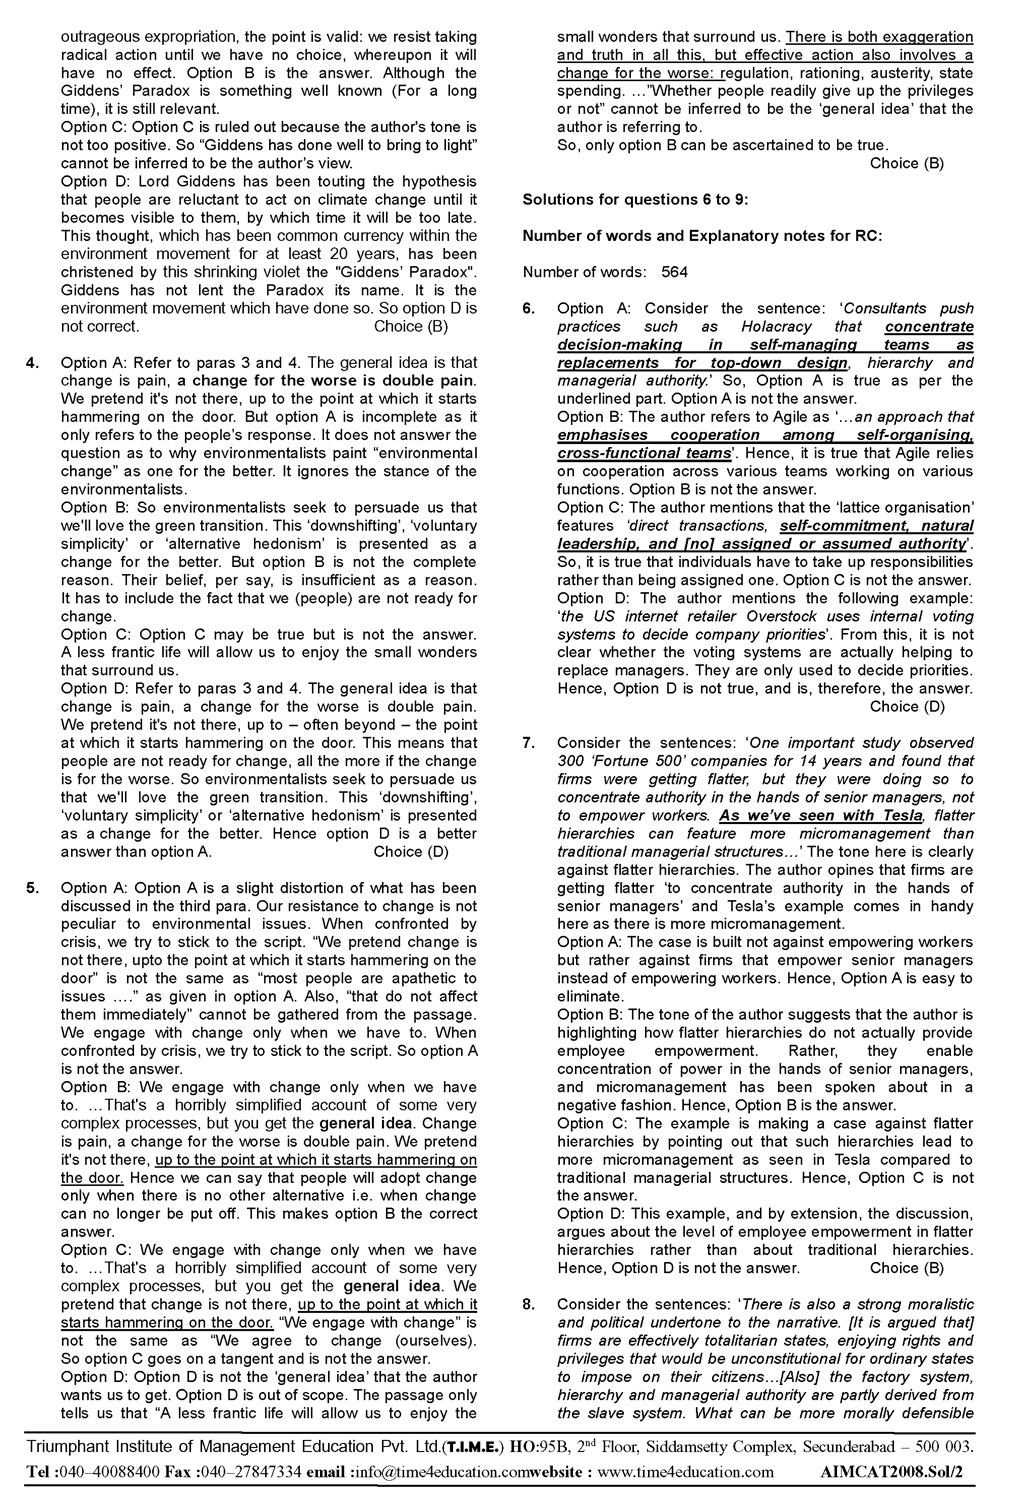 outrageous expropriation, the point is valid: we resist taking
radical action until we have no choice, whereupon it will
have no effect. Option B is the answer. Although the
Giddens' Paradox is something well known (For a long
time), it is still relevant.
Option C: Option C is ruled out because the author's tone is
not too positive. So “Giddens has done well to bring to light”
cannot be inferred to be the author's view.
Option D: Lord Giddens has been touting the hypothesis
that people are reluctant to act on climate change until it
becomes visible to them, by which time it will be too late.
This thought, which has been common currency within the
environment movement for at least 20 years, has been
christened by this shrinking violet the "Giddens' Paradox".
Giddens has not lent the Paradox its name. It is the
environment movement which have done so. So option D is
not correct. Choice (B)
4. Option A: Refer to paras 3 and 4. The general idea is that
change is pain, a change for the worse is double pain.
We pretend it's not there, up to the point at which it starts
hammering on the door. But option A is incomplete as it
only refers to the people's response. It does not answer the
question as to why environmentalists paint “environmental
change” as one for the better. It ignores the stance of the
environmentalists.
Option B: So environmentalists seek to persuade us that
we'll love the green transition. This ‘downshifting’, ‘voluntary
simplicity’ or ‘alternative hedonism’ is presented as a
change for the better. But option B is not the complete
reason. Their belief, per say, is insufficient as a reason.
It has to include the fact that we (people) are not ready for
change.
Option C: Option C may be true but is not the answer.
A less frantic life will allow us to enjoy the small wonders
that surround us.
Option D: Refer to paras 3 and 4. The general idea is that
change is pain, a change for the worse is double pain.
We pretend it's not there, up to – often beyond – the point
at which it starts hammering on the door. This means that
people are not ready for change, all the more if the change
is for the worse. So environmentalists seek to persuade us
that we'll love the green transition. This ‘downshifting’,
‘voluntary simplicity’ or ‘alternative hedonism’ is presented
as a change for the better. Hence option D is a better
answer than option A. Choice (D)
5. Option A: Option A is a slight distortion of what has been
discussed in the third para. Our resistance to change is not
peculiar to environmental issues. When confronted by
crisis, we try to stick to the script. “We pretend change is
not there, upto the point at which it starts hammering on the
door” is not the same as “most people are apathetic to
issues ….” as given in option A. Also, “that do not affect
them immediately” cannot be gathered from the passage.
We engage with change only when we have to. When
confronted by crisis, we try to stick to the script. So option A
is not the answer.
Option B: We engage with change only when we have
to. …That's a horribly simplified account of some very
complex processes, but you get the general idea. Change
is pain, a change for the worse is double pain. We pretend
it's not there, up to the point at which it starts hammering on
the door. Hence we can say that people will adopt change
only when there is no other alternative i.e. when change
can no longer be put off. This makes option B the correct
answer.
Option C: We engage with change only when we have
to. …That's a horribly simplified account of some very
complex processes, but you get the general idea. We
pretend that change is not there, up to the point at which it
starts hammering on the door. “We engage with change” is
not the same as “We agree to change (ourselves).
So option C goes on a tangent and is not the answer.
Option D: Option D is not the ‘general idea’ that the author
wants us to get. Option D is out of scope. The passage only
tells us that “A less frantic life will allow us to enjoy the
small wonders that surround us. There is both exaggeration
and truth in all this, but effective action also involves a
change for the worse: regulation, rationing, austerity, state
spending. …”Whether people readily give up the privileges
or not” cannot be inferred to be the ‘general idea’ that the
author is referring to.
So, only option B can be ascertained to be true.
Choice (B)
Solutions for questions 6 to 9:
Number of words and Explanatory notes for RC:
Number of words: 564
6. Option A: Consider the sentence: ‘Consultants push
practices such as Holacracy that concentrate
decision-making in self-managing teams as
replacements for top-down design, hierarchy and
managerial authority.’ So, Option A is true as per the
underlined part. Option A is not the answer.
Option B: The author refers to Agile as ‘…an approach that
emphasises cooperation among self-organising,
cross-functional teams’. Hence, it is true that Agile relies
on cooperation across various teams working on various
functions. Option B is not the answer.
Option C: The author mentions that the ‘lattice organisation’
features ‘direct transactions, self-commitment, natural
leadership, and [no] assigned or assumed authority’.
So, it is true that individuals have to take up responsibilities
rather than being assigned one. Option C is not the answer.
Option D: The author mentions the following example:
‘the US internet retailer Overstock uses internal voting
systems to decide company priorities’. From this, it is not
clear whether the voting systems are actually helping to
replace managers. They are only used to decide priorities.
Hence, Option D is not true, and is, therefore, the answer.
Choice (D)
7. Consider the sentences: ‘One important study observed
300 ‘Fortune 500’ companies for 14 years and found that
firms were getting flatter, but they were doing so to
concentrate authority in the hands of senior managers, not
to empower workers. As we've seen with Tesla, flatter
hierarchies can feature more micromanagement than
traditional managerial structures…’ The tone here is clearly
against flatter hierarchies. The author opines that firms are
getting flatter ‘to concentrate authority in the hands of
senior managers’ and Tesla's example comes in handy
here as there is more micromanagement.
Option A: The case is built not against empowering workers
but rather against firms that empower senior managers
instead of empowering workers. Hence, Option A is easy to
eliminate.
Option B: The tone of the author suggests that the author is
highlighting how flatter hierarchies do not actually provide
employee empowerment. Rather, they enable
concentration of power in the hands of senior managers,
and micromanagement has been spoken about in a
negative fashion. Hence, Option B is the answer.
Option C: The example is making a case against flatter
hierarchies by pointing out that such hierarchies lead to
more micromanagement as seen in Tesla compared to
traditional managerial structures. Hence, Option C is not
the answer.
Option D: This example, and by extension, the discussion,
argues about the level of employee empowerment in flatter
hierarchies rather than about traditional hierarchies.
Hence, Option D is not the answer. Choice (B)
8. Consider the sentences: ‘There is also a strong moralistic
and political undertone to the narrative. [It is argued that]
firms are effectively totalitarian states, enjoying rights and
privileges that would be unconstitutional for ordinary states
to impose on their citizens…[Also] the factory system,
hierarchy and managerial authority are partly derived from
the slave system. What can be more morally defensible
Triumphant Institute of Management Education Pvt. Ltd.(T.I.M.E.) HO:95B, 2nd Floor, Siddamsetty Complex, Secunderabad – 500 003.
Tel :040–40088400 Fax :040–27847334 email :info@time4education.comwebsite : www.time4education.com AIMCAT2008.Sol/2